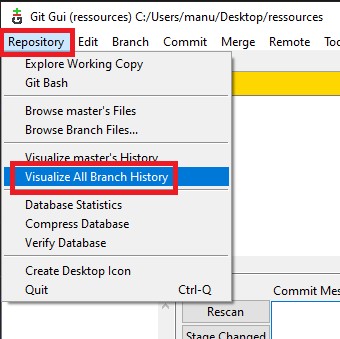 Git Gui (ressources) C:/Users/manu/Desktop/ressources
Repository Edit Branch Commit Merge Remote Too
Explore Working Copy
Git Bash
Browse master's Files
Browse Branch Files...
Visualize master's History
Visualize All Branch History
Database Statistics
Compress Database
Verify Database
Create Desktop Icon
Quit Ctrl-Q
Commit Mes
Rescan
Stage Changed